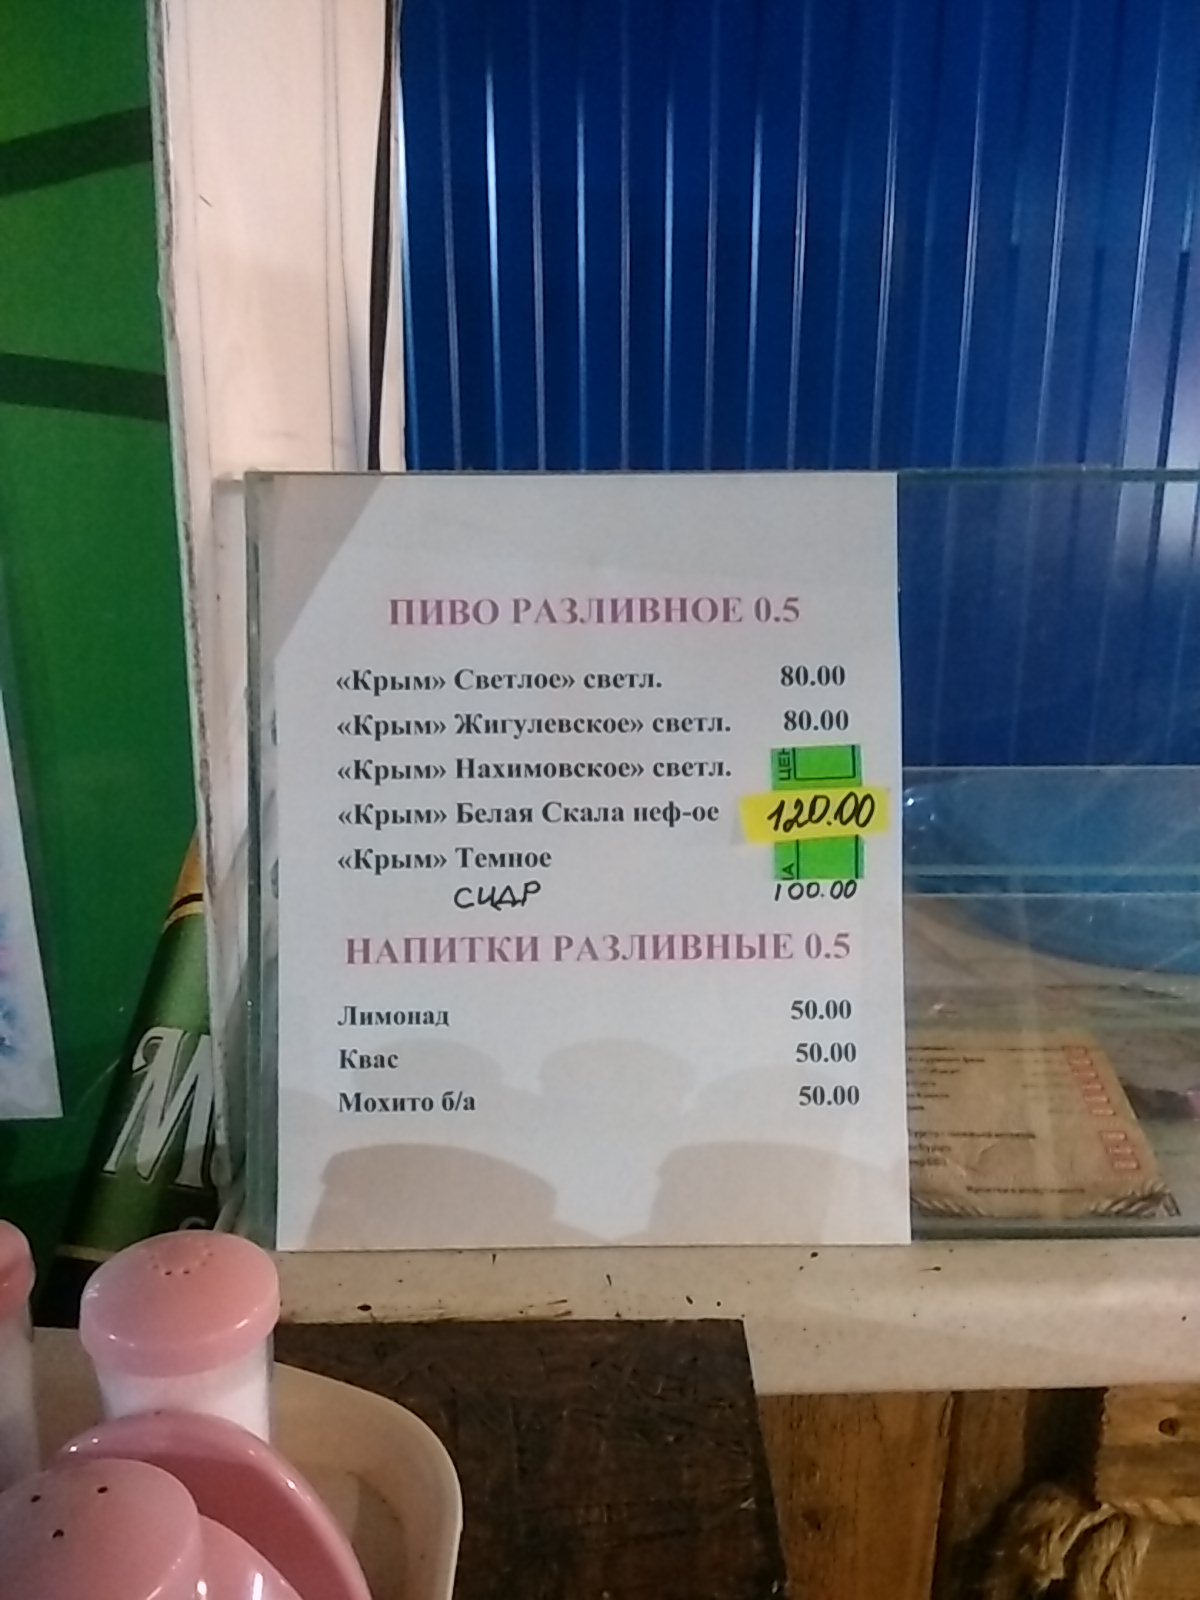 ПИВО РАЗЛИВНОЕ 0.5
«Крым» Светлое» светл. 80.00
«Крым» Жигулевское» светл. 80.00
«Крым» Нахимовское» светл. ЦЕН
«Крым» Белая Скала неф-ое 120.00
«Крым» Темное
СИДР 100.00
НАПИТКИ РАЗЛИВНЫЕ 0.5
Лимонад 50.00
Квас 50.00
Мохито б/а 50.00